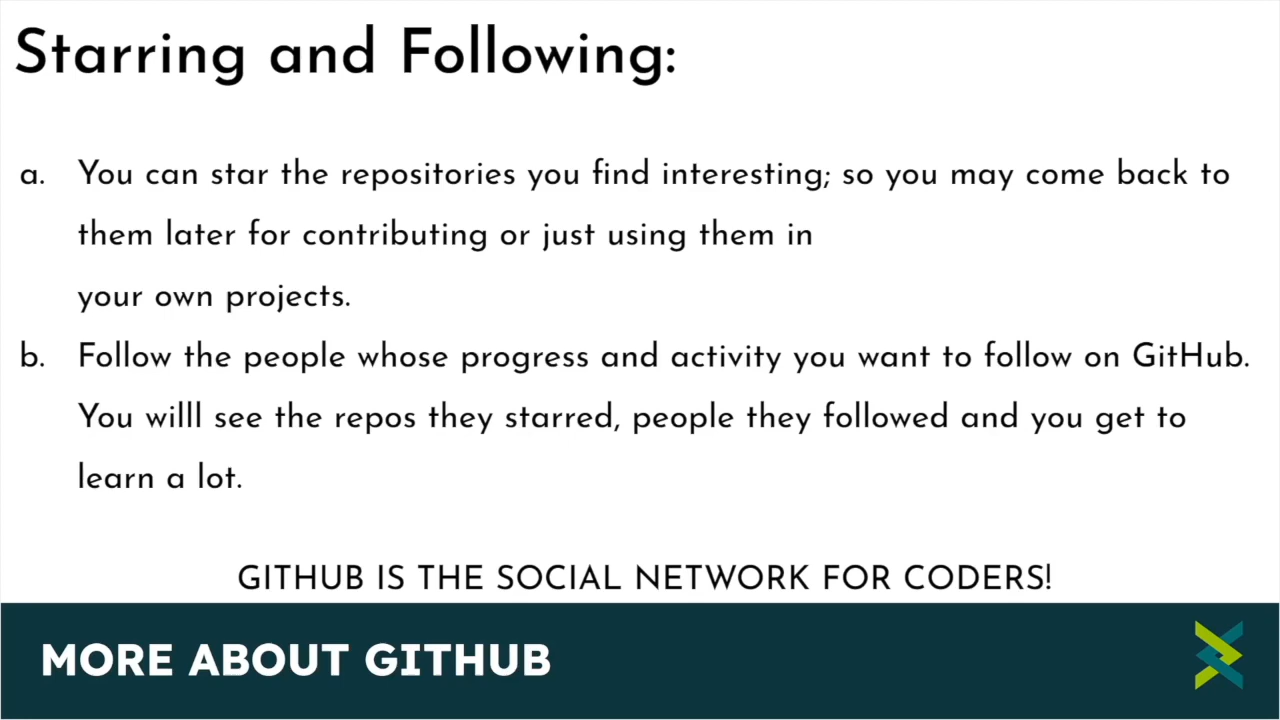 Starring and Following:
a. You can star the repositories you find interesting; so you may come back to
them later for contributing or just using them in
your own projects.
b. Follow the people whose progress and activity you want to follow on GitHub.
You willl see the repos they starred, people they followed and you get to
learn a lot.
GITHUB IS THE SOCIAL NETWORK FOR CODERS!
MORE ABOUT GITHUB